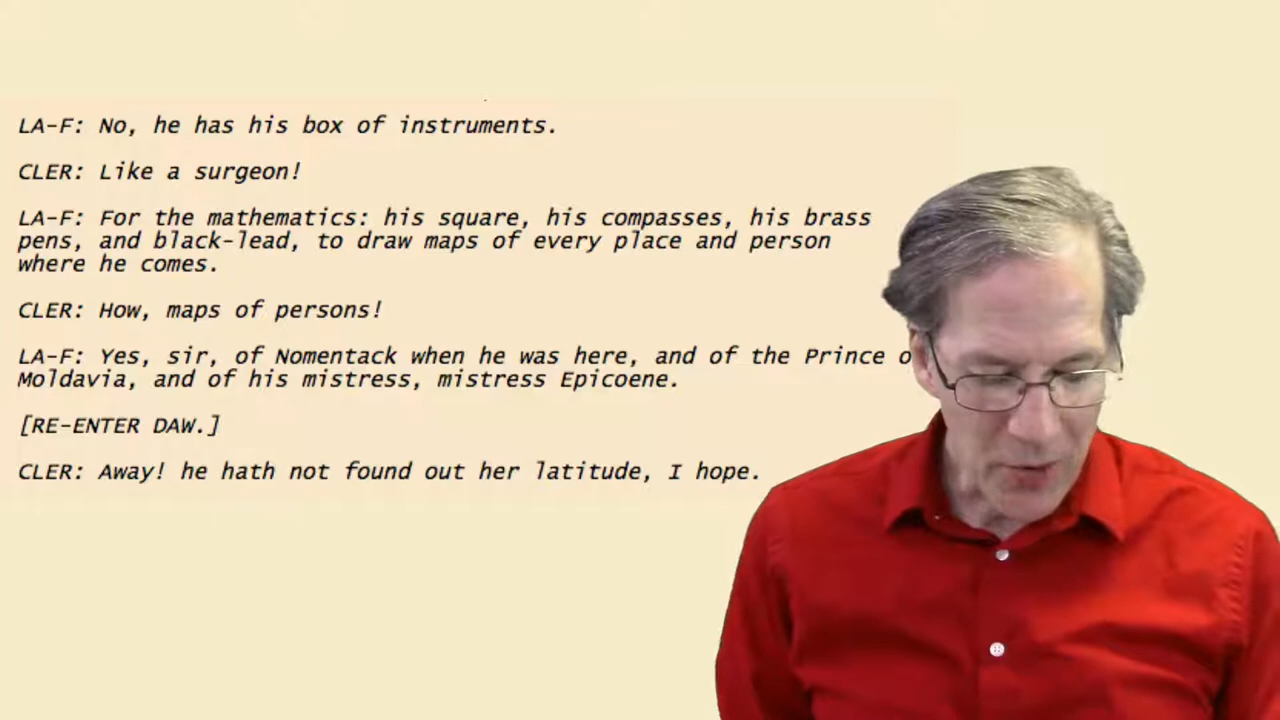 LA-F: No, he has his box of instruments.
CLER: Like a surgeon!
LA-F: For the mathematics: his square, his compasses, his brass
pens, and black-lead, to draw maps of every place and person
where he comes.
CLER: How, maps of persons!
LA-F: Yes, sir, of Nomentack when he was here, and of the Prince
Moldavia, and of his mistress, mistress Epicoene.
[RE-ENTER DAW.]
CLER: Away! he hath not found out her latitude, I hope.